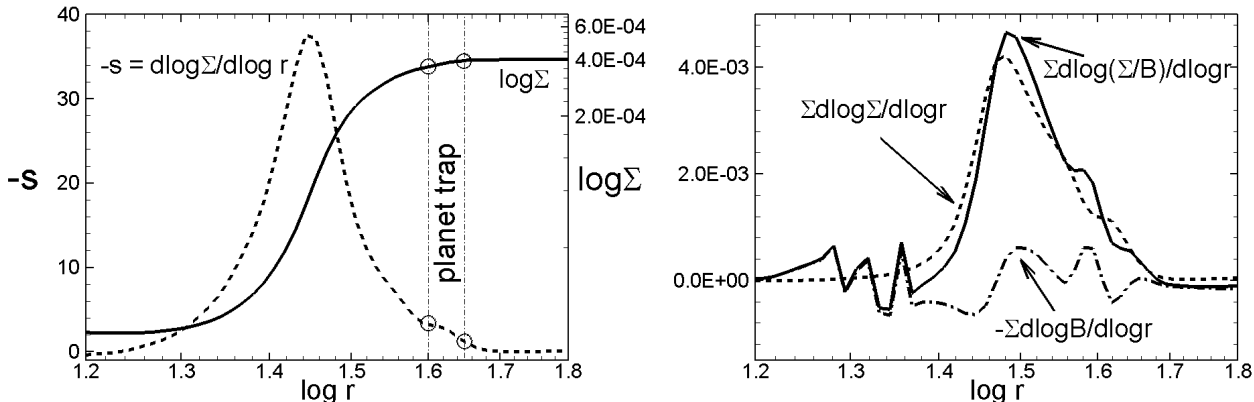 40
30
20
10
0
-s
-s = dlogΣ/dlog r
6.0E-04
4.0E-04
2.0E-04
logΣ
logΣ
planet trap
1.2
1.3
1.4
1.5
1.6
1.7
1.8
log r
4.0E-03
2.0E-03
0.0E+00
Σdlog(Σ/B)/dlogr
ΣdlogΣ/dlogr
-ΣdlogB/dlogr
1.2
1.3
1.4
1.5
1.6
1.7
1.8
log r